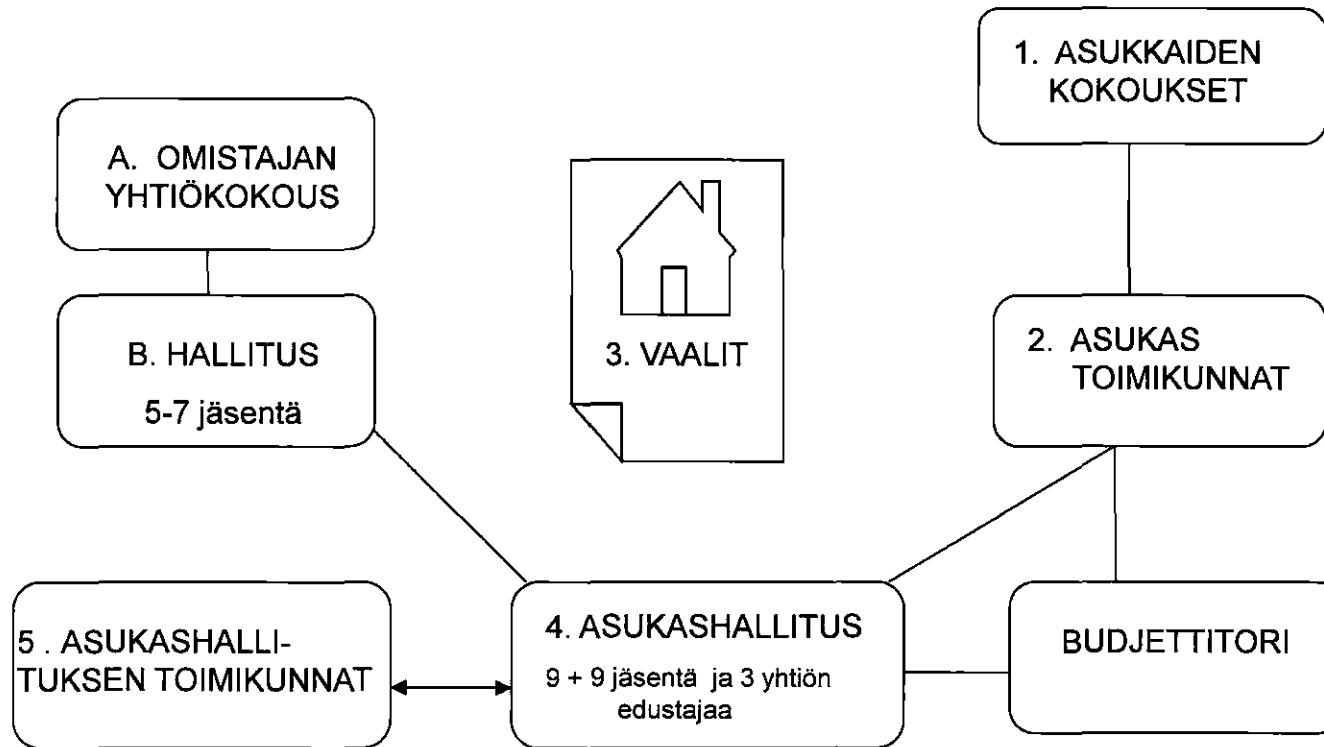 1. ASUKKAIDEN
KOKOUKSET
A. OMISTAJAN
YHTIÖKOKOUS
B. HALLITUS
5-7 jäsentä
3. VAALIT
2. ASUKAS
TOIMIKUNNAT
5 . ASUKASHALLI-
TUKSEN TOIMIKUNNAT
4. ASUKASHALLITUS
9 + 9 jäsentä ja 3 yhtiön
edustajaa
BUDJETTITORI